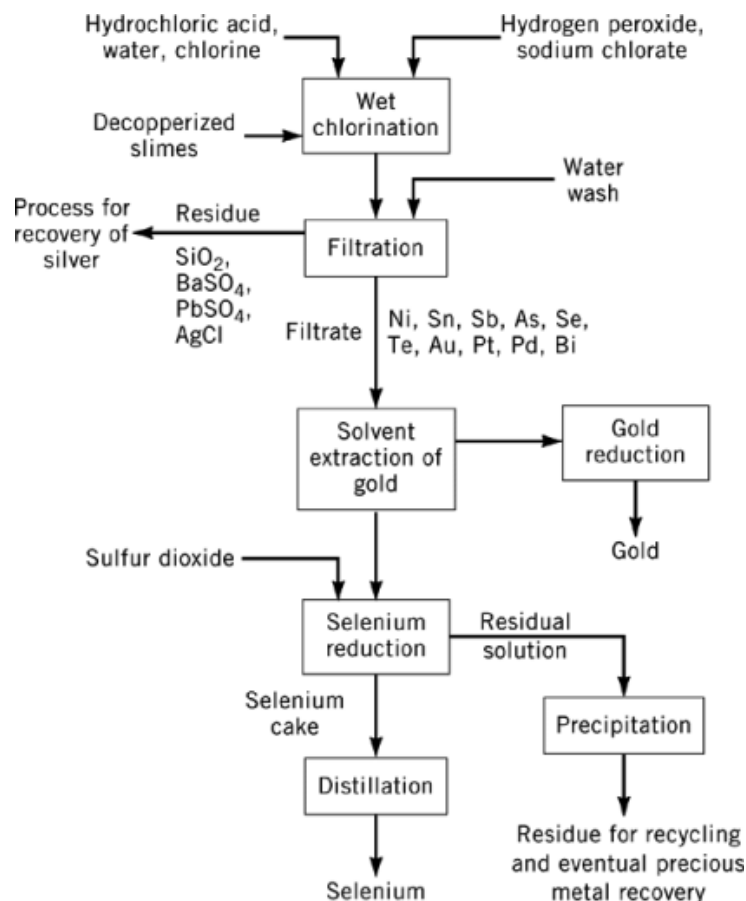 Hydrochloric acid,
water, chlorine
Hydrogen peroxide,
sodium chlorate
Wet
chlorination
Decopperized
slimes
Water
wash
Process for
recovery of
silver
Residue
SiO₂,
BaSO₄,
PbSO₄,
AgCl
Filtration
Filtrate
Ni, Sn, Sb, As, Se,
Te, Au, Pt, Pd, Bi
Solvent
extraction of
gold
Gold
reduction
Gold
Sulfur dioxide
Selenium
reduction
Residual
solution
Selenium
cake
Precipitation
Distillation
Residue for recycling
and eventual precious
metal recovery
Selenium